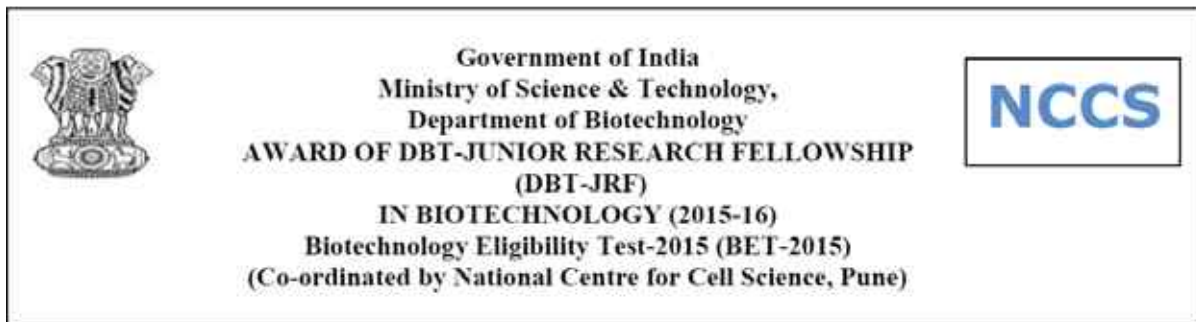 Government of India
Ministry of Science & Technology,
Department of Biotechnology
AWARD OF DBT-JUNIOR RESEARCH FELLOWSHIP
(DBT-JRF)
IN BIOTECHNOLOGY (2015-16)
Biotechnology Eligibility Test-2015 (BET-2015)
(Co-ordinated by National Centre for Cell Science, Pune)
NCCS